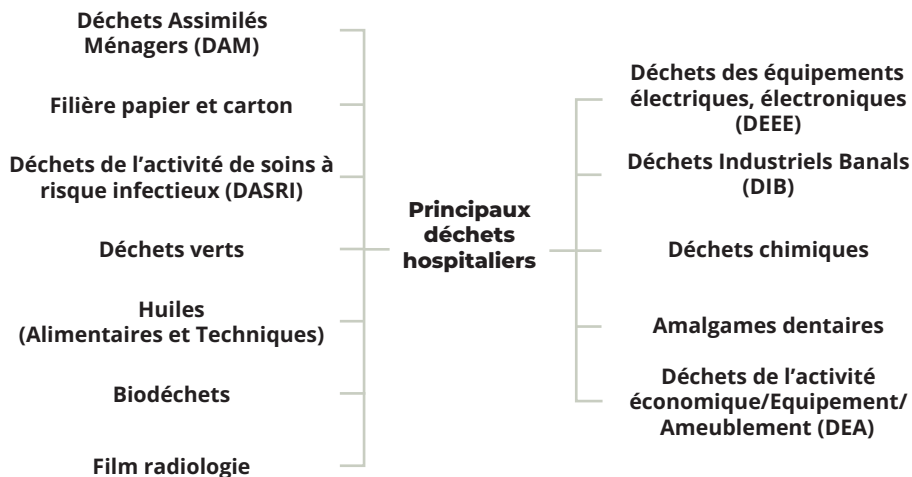 Déchets Assimilés
Ménagers (DAM)
Filière papier et carton
Déchets de l’activité de soins à
risque infectieux (DASRI)
Déchets verts
Huiles
(Alimentaires et Techniques)
Biodéchets
Film radiologie
Principaux
déchets
hospitaliers
Déchets des équipements
électriques, électroniques
(DEEE)
Déchets Industriels Banals
(DIB)
Déchets chimiques
Amalgames dentaires
Déchets de l’activité
économique/Equipement/
Ameublement (DEA)